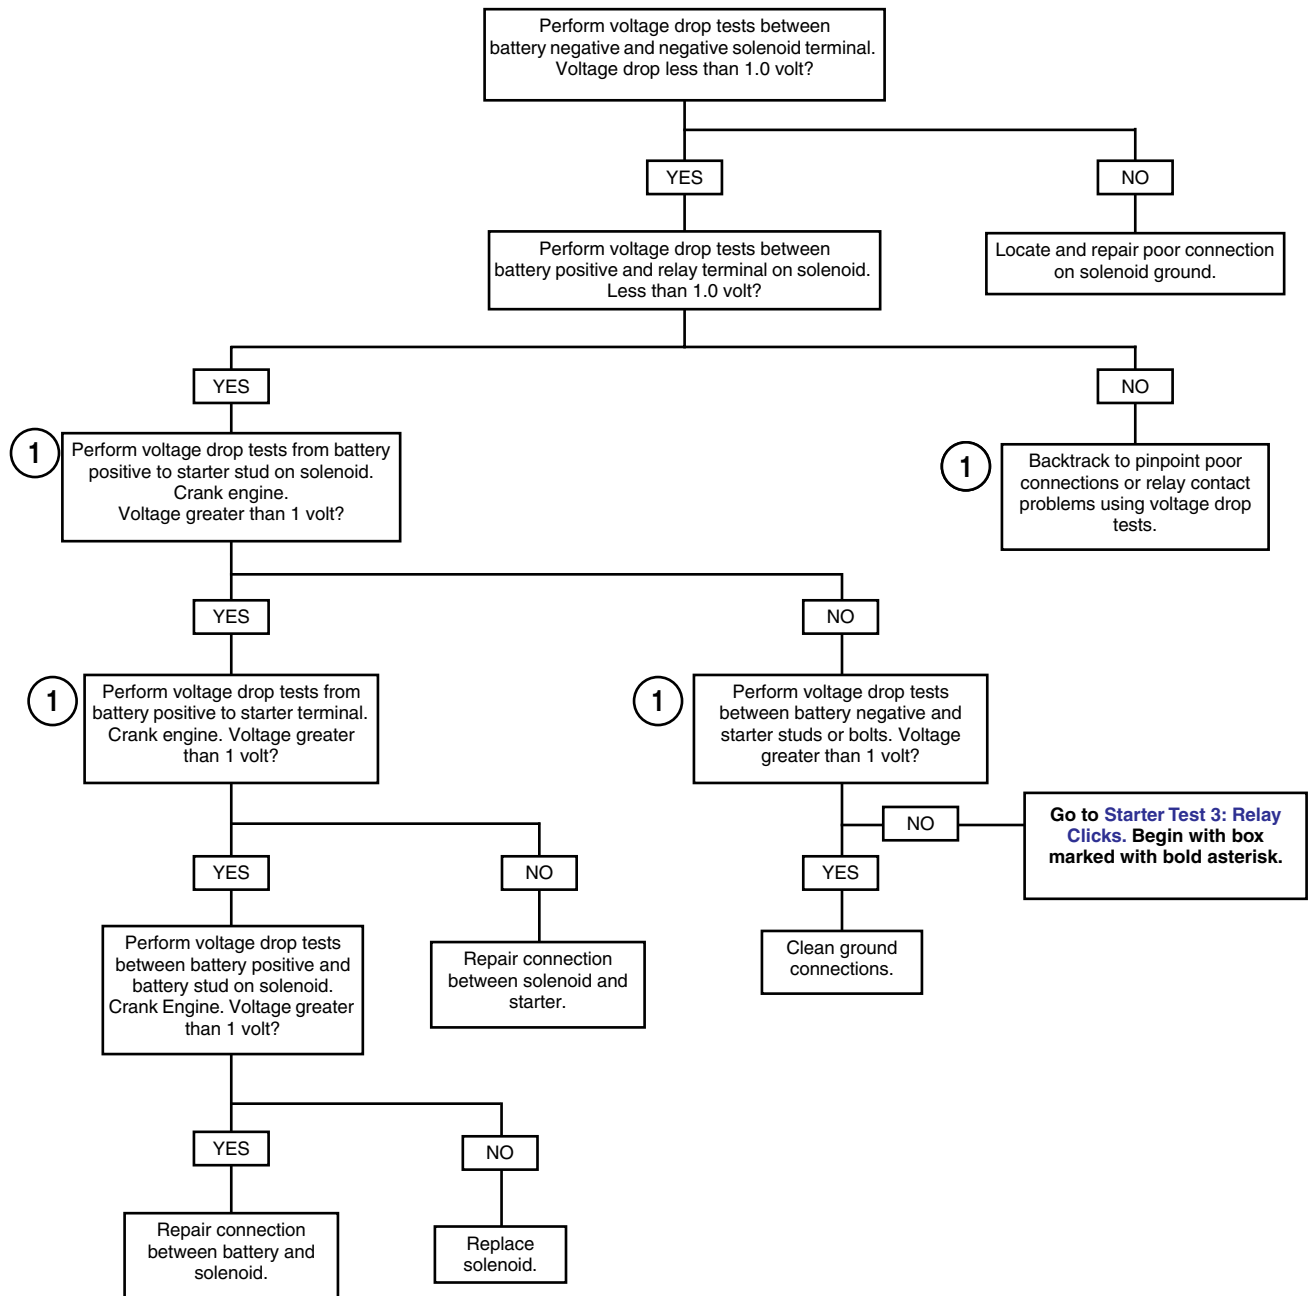 Perform voltage drop tests between
battery negative and negative solenoid terminal.
Voltage drop less than 1.0 volt?
YES
NO
Perform voltage drop tests between
battery positive and relay terminal on solenoid.
Less than 1.0 volt?
Locate and repair poor connection
on solenoid ground.
YES
NO
1
Perform voltage drop tests from battery
positive to starter stud on solenoid.
Crank engine.
Voltage greater than 1 volt?
1
Backtrack to pinpoint poor
connections or relay contact
problems using voltage drop
tests.
YES
NO
1
Perform voltage drop tests from
battery positive to starter terminal.
Crank engine. Voltage greater
than 1 volt?
1
Perform voltage drop tests
between battery negative and
starter studs or bolts. Voltage
greater than 1 volt?
NO
Go to Starter Test 3: Relay
Clicks. Begin with box
marked with bold asterisk.
YES
NO
YES
Perform voltage drop tests
between battery positive and
battery stud on solenoid.
Crank Engine. Voltage greater
than 1 volt?
Repair connection
between solenoid and
starter.
Clean ground
connections.
YES
NO
Repair connection
between battery and
solenoid.
Replace
solenoid.